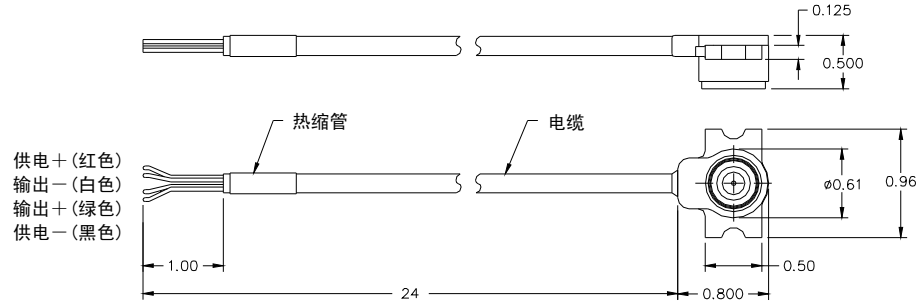 0.125
0.500
热缩管
电缆
供电＋(红色)
输出－(白色)
输出＋(绿色)
供电－(黑色)
ø0.61
0.96
1.00
0.50
24
0.800